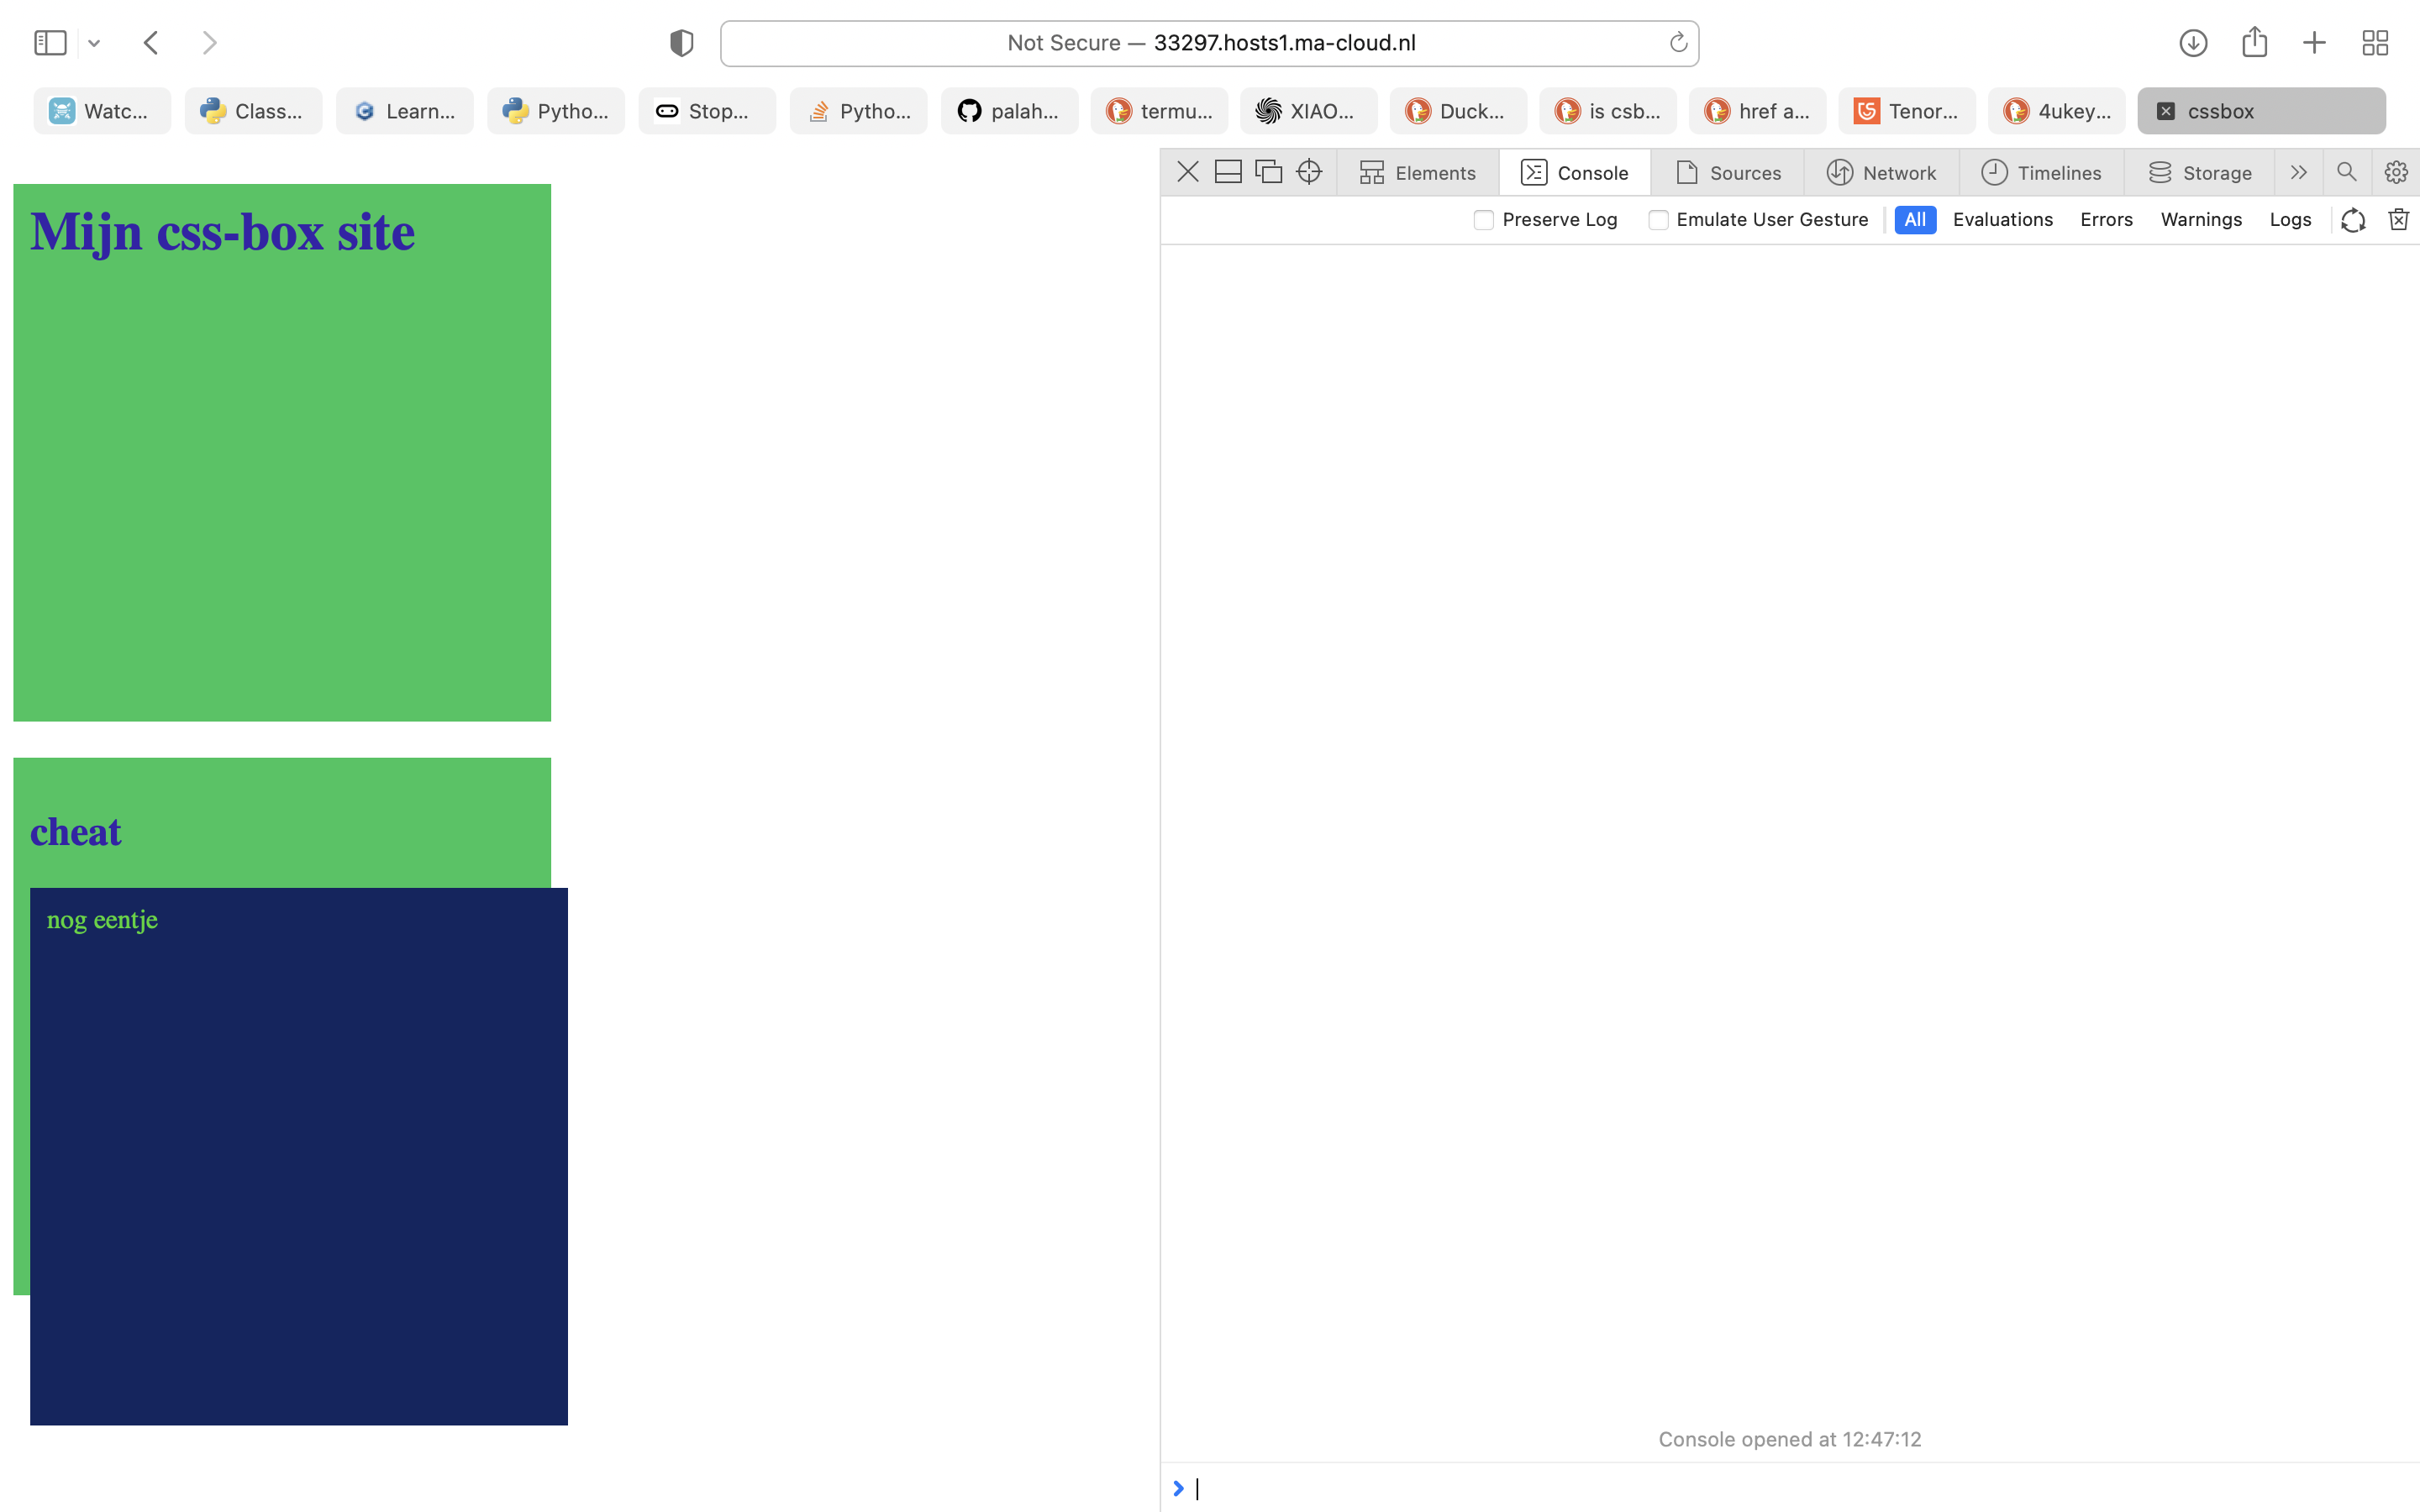 Not Secure — 33297.hosts1.ma-cloud.nl
Watc... Class... Learn... Pytho... Stop... Pytho... palah... termu... XIAO... Duck... is csb... href a... Tenor... 4ukey... cssbox
Elements Console Sources Network Timelines Storage
Preserve Log Emulate User Gesture All Evaluations Errors Warnings Logs
Mijn css-box site
cheat
nog eentje
Console opened at 12:47:12